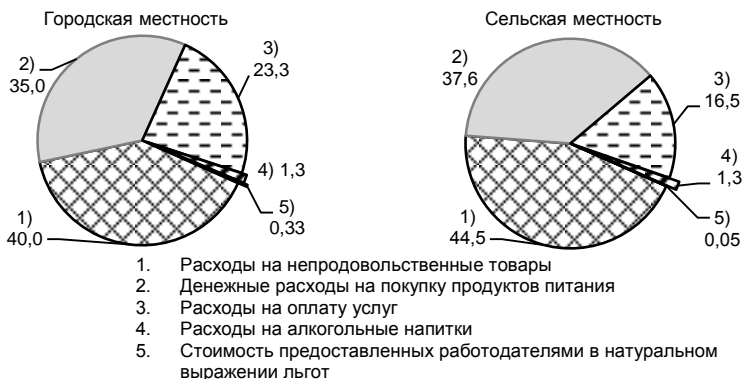 Городская местность
2)
35,0
3)
23,3
4) 1,3
5)
0,33
1)
40,0
Сельская местность
2)
37,6
3)
16,5
4)
1,3
5)
0,05
1)
44,5
1. Расходы на непродовольственные товары
2. Денежные расходы на покупку продуктов питания
3. Расходы на оплату услуг
4. Расходы на алкогольные напитки
5. Стоимость предоставленных работодателями в натуральном
выражении льгот